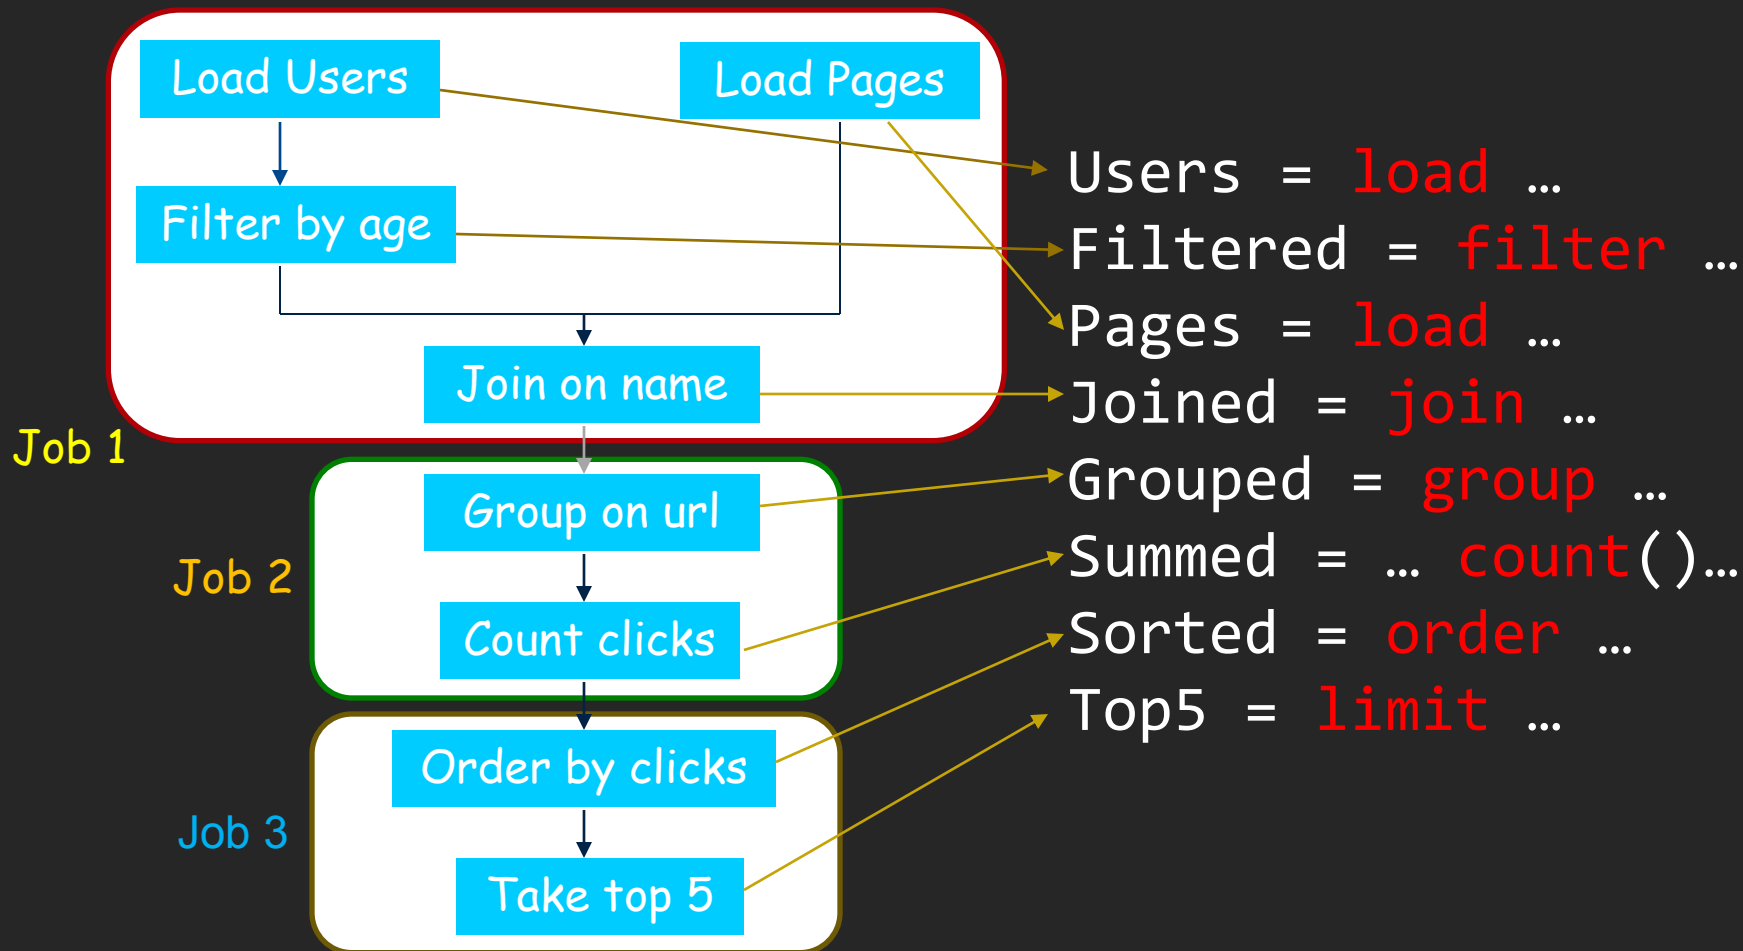 Load Users
Load Pages
Filter by age
Join on name
Job 1
Group on url
Job 2
Count clicks
Order by clicks
Job 3
Take top 5
Users = load …
Filtered = filter …
Pages = load …
Joined = join …
Grouped = group …
Summed = … count()…
Sorted = order …
Top5 = limit …